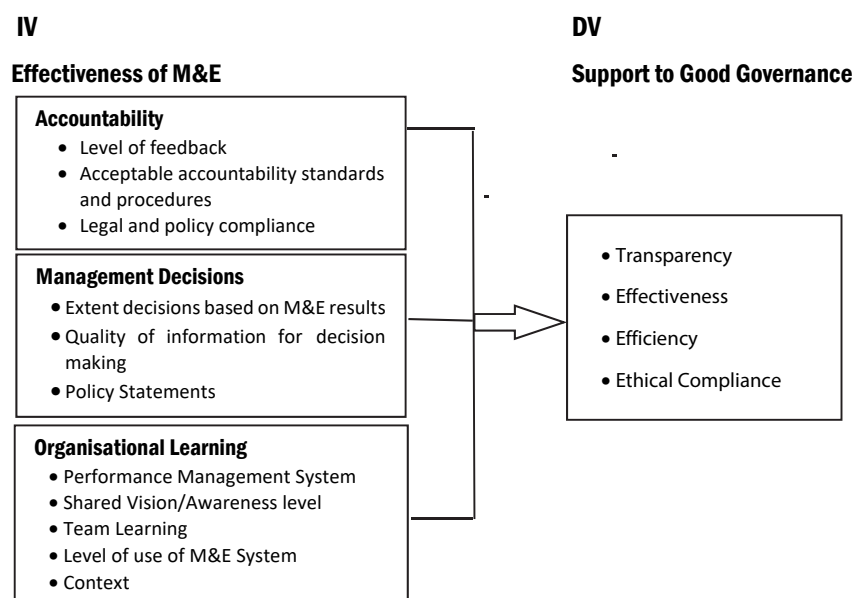 IV
DV
Effectiveness of M&E
Support to Good Governance
Accountability
• Level of feedback
• Acceptable accountability standards
and procedures
• Legal and policy compliance
Management Decisions
• Extent decisions based on M&E results
• Quality of information for decision
making
• Policy Statements
Organisational Learning
• Performance Management System
• Shared Vision/Awareness level
• Team Learning
• Level of use of M&E System
• Context
• Transparency
• Effectiveness
• Efficiency
• Ethical Compliance